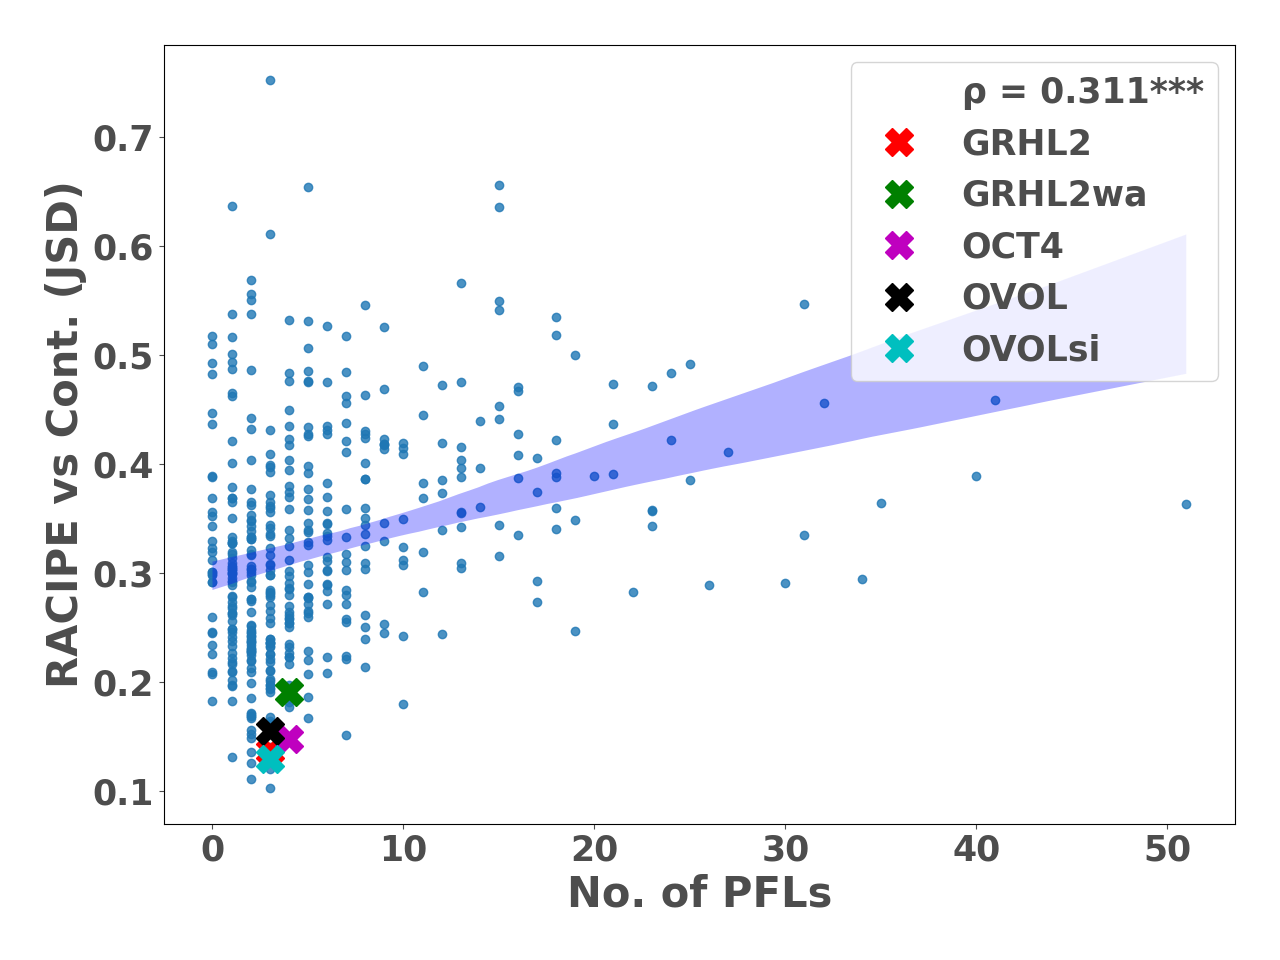 ρ = 0.311***
GRHL2
GRHL2wa
OCT4
OVOL
OVOLsi
RACIPE vs Cont. (JSD)
0.7
0.6
0.5
0.4
0.3
0.2
0.1
0 10 20 30 40 50
No. of PFLs